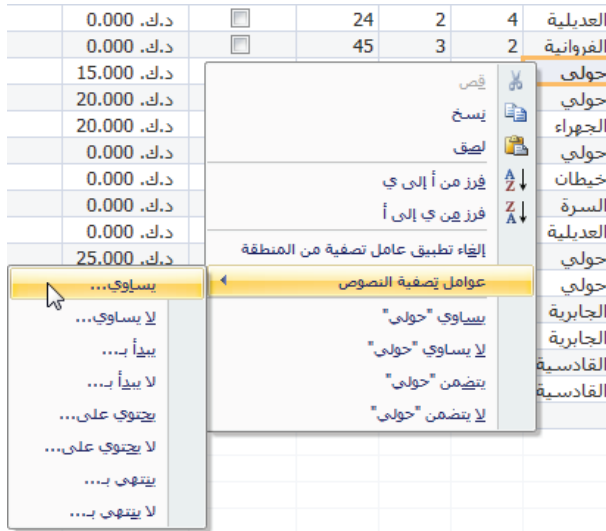 العديلية 4 2 24 د.ك. 0.000
الفروانية 2 3 45 د.ك. 0.000
حولي د.ك. 15.000
حولي د.ك. 20.000
الجهراء د.ك. 20.000
حولي د.ك. 0.000
خيطان د.ك. 0.000
السرة د.ك. 0.000
العديلية د.ك. 0.000
حولي د.ك. 25.000
حولي
الجابرية
الجابرية
القادسية
القادسية
قص
نسخ
لصق
فرز من أ إلى ي
فرز من ي إلى أ
إلغاء تطبيق عامل تصفية من المنطقة
عوامل تصفية النصوص
يساوي "حولي"
لا يساوي "حولي"
يتضمن "حولي"
لا يتضمن "حولي"
يساوي...
لا يساوي...
يبدأ بـ...
لا يبدأ بـ...
يحتوي على...
لا يحتوي على...
ينتهي بـ...
لا ينتهي بـ...